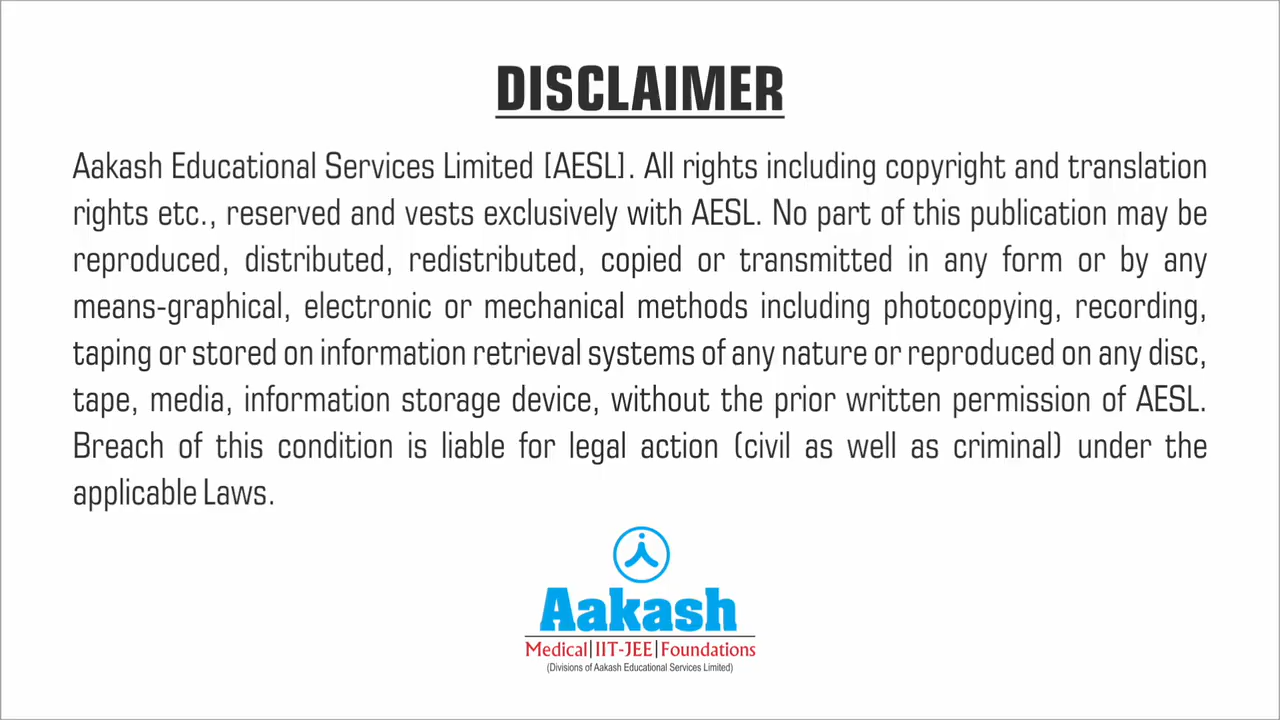 DISCLAIMER
Aakash Educational Services Limited [AESL]. All rights including copyright and translation
rights etc., reserved and vests exclusively with AESL. No part of this publication may be
reproduced, distributed, redistributed, copied or transmitted in any form or by any
means-graphical, electronic or mechanical methods including photocopying, recording,
taping or stored on information retrieval systems of any nature or reproduced on any disc,
tape, media, information storage device, without the prior written permission of AESL.
Breach of this condition is liable for legal action (civil as well as criminal) under the
applicable Laws.
Aakash
Medical|IIT-JEE|Foundations
(Divisions of Aakash Educational Services Limited)